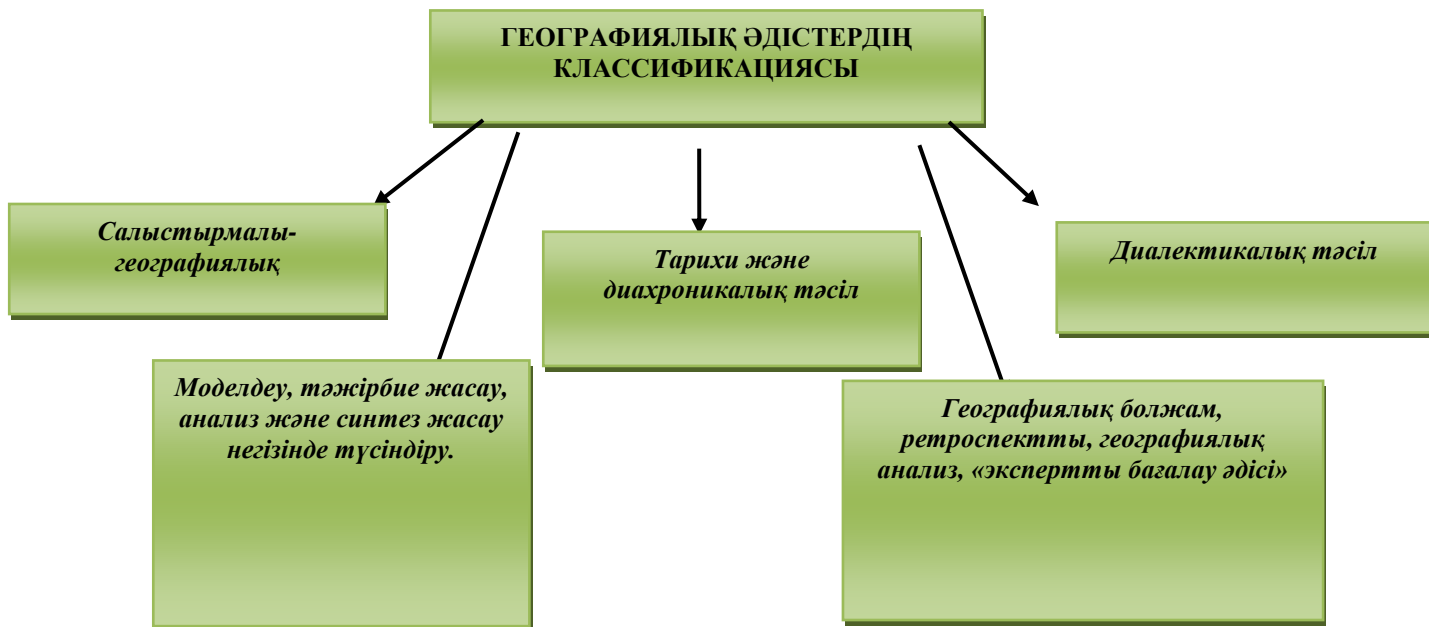 ГЕОГРАФИЯЛЫҚ ӘДІСТЕРДІҢ
КЛАССИФИКАЦИЯСЫ
Салыстырмалы-
географиялық
Тарихи және
диахроникалық тәсіл
Диалектикалық тәсіл
Моделдеу, тәжірбие жасау,
анализ және синтез жасау
негізінде түсіндіру.
Географиялық болжам,
ретроспектты, географиялық
анализ, «экспертты бағалау әдісі»